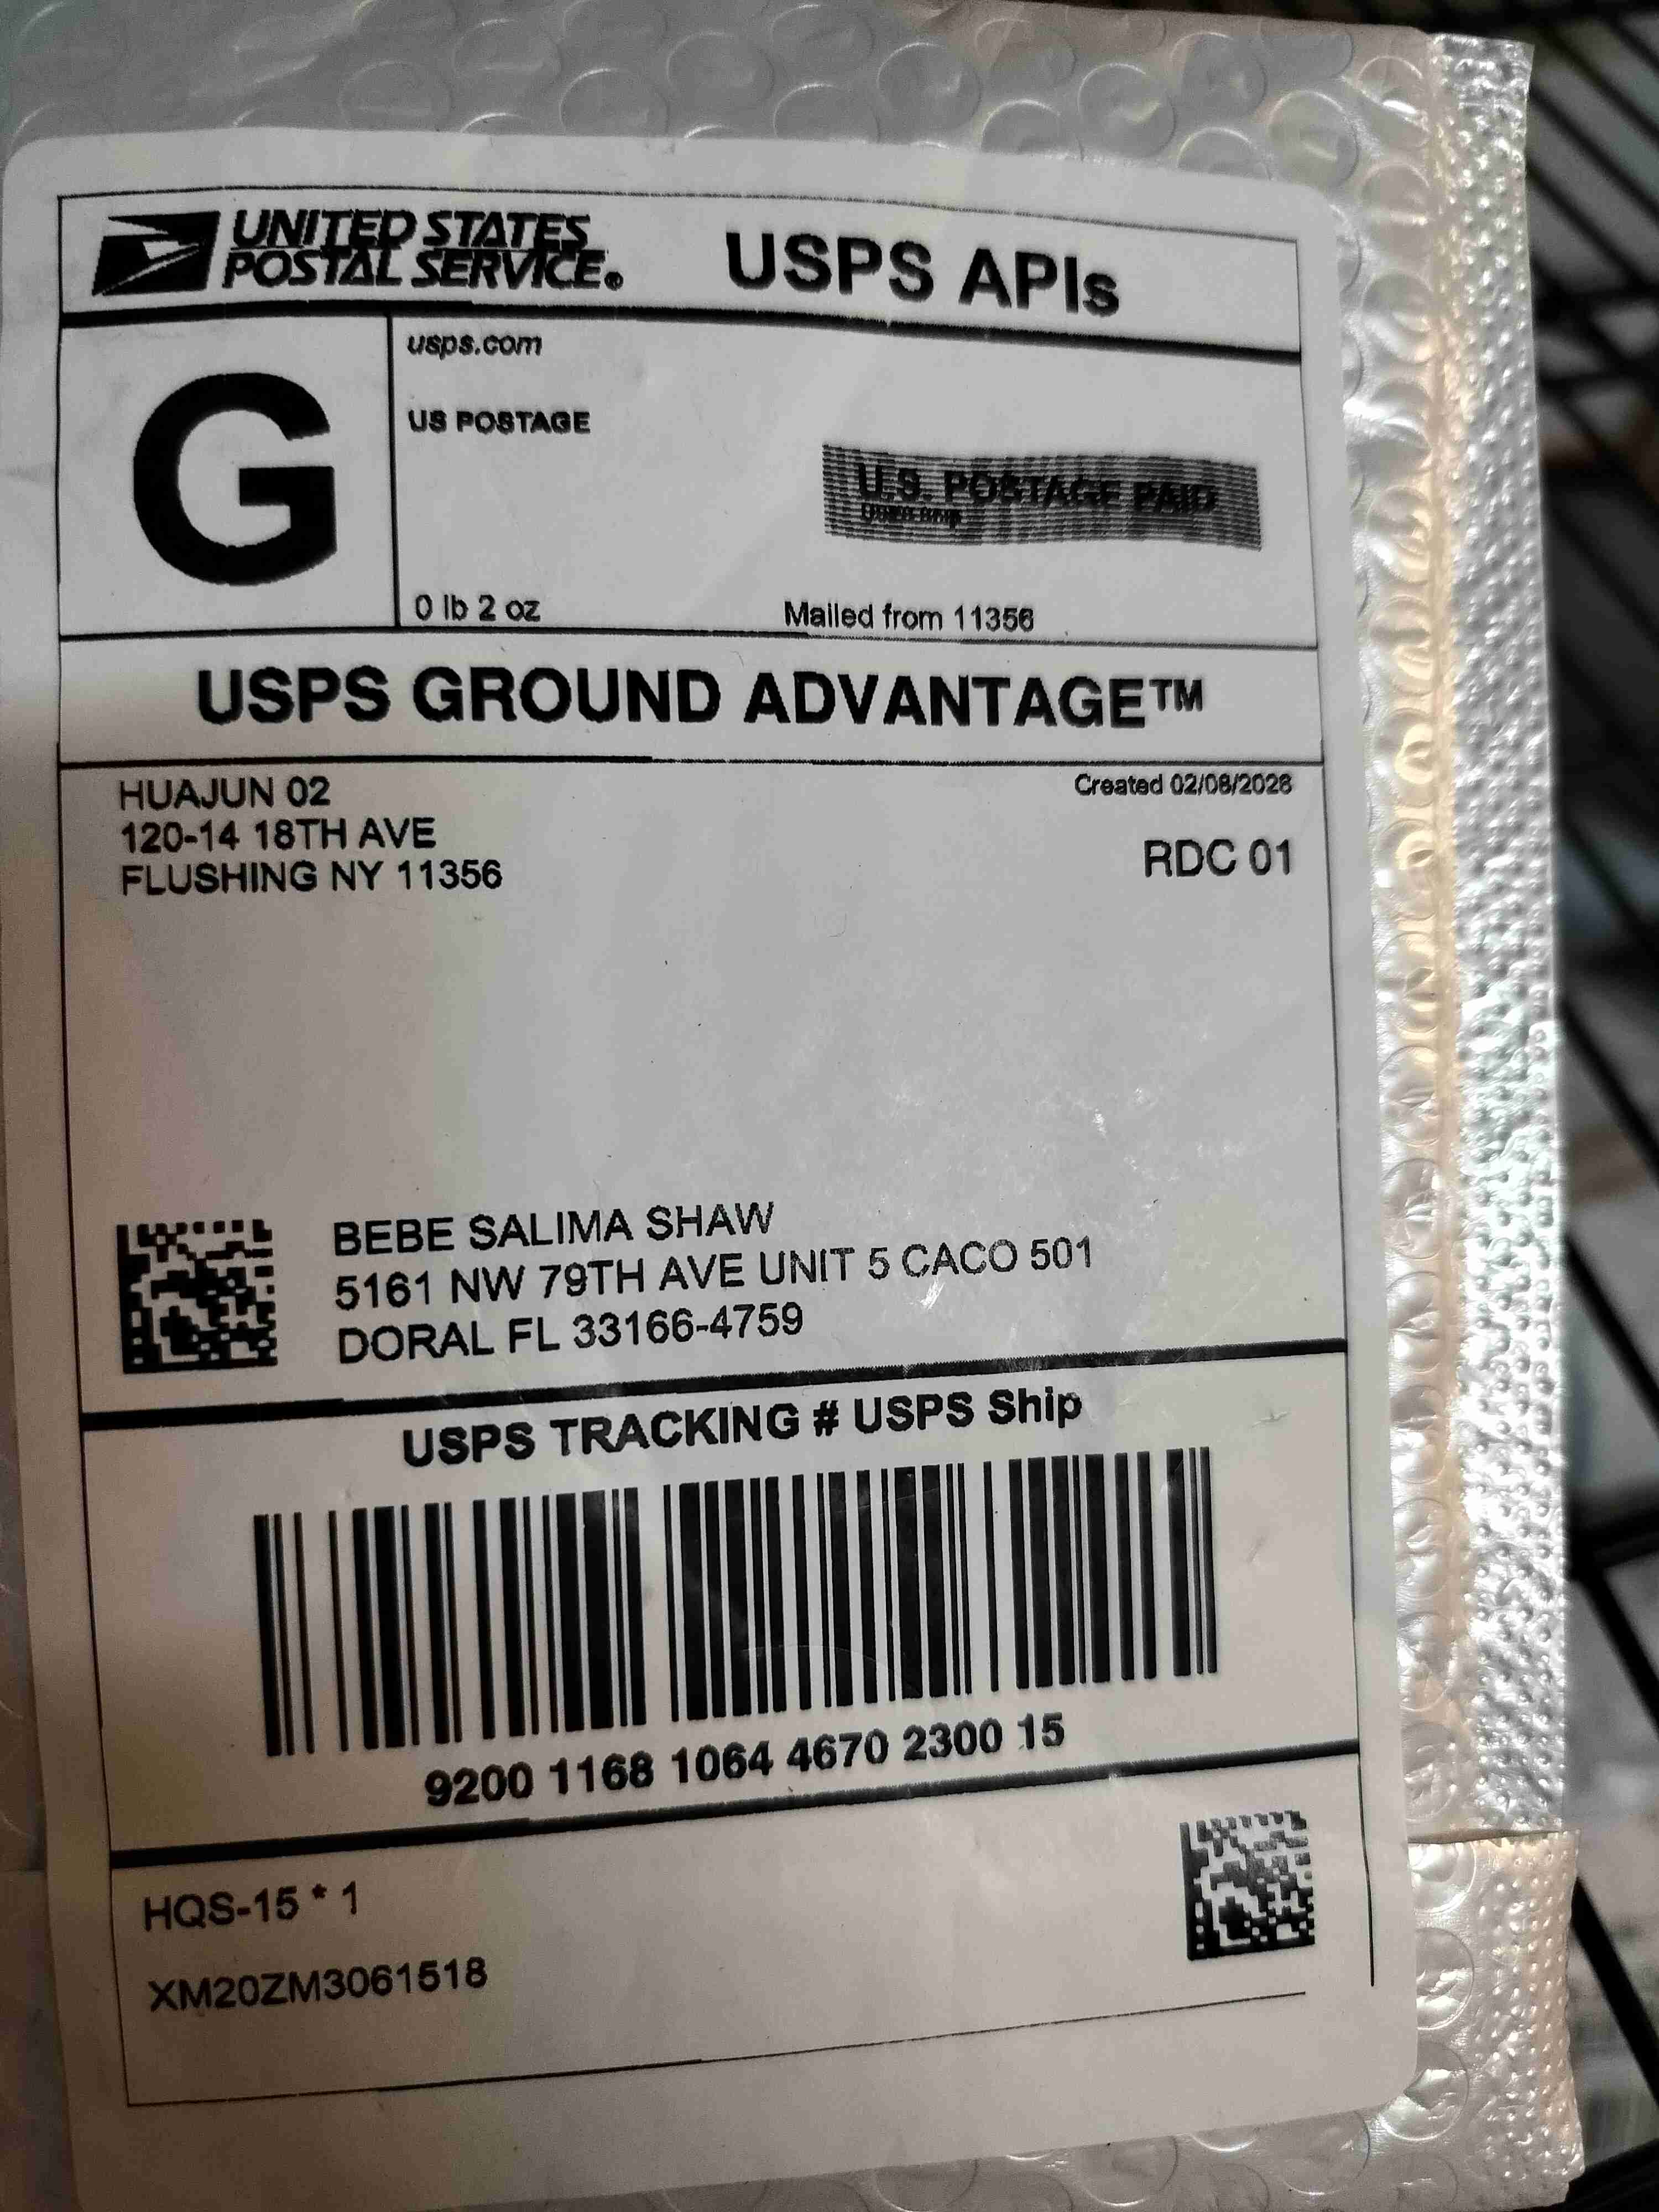 UNITED STATES
POSTAL SERVICE®
USPS APIs
G
usps.com
US POSTAGE
U.S. POSTAGE PAID
0 lb 2 oz
Mailed from 11356
USPS GROUND ADVANTAGE™
HUAJUN 02
120-14 18TH AVE
FLUSHING NY 11356
Created 02/08/2026
RDC 01
BEBE SALIMA SHAW
5161 NW 79TH AVE UNIT 5 CACO 501
DORAL FL 33166-4759
USPS TRACKING # USPS Ship
9200 1168 1064 4670 2300 15
HQS-15 * 1
XM20ZM3061518